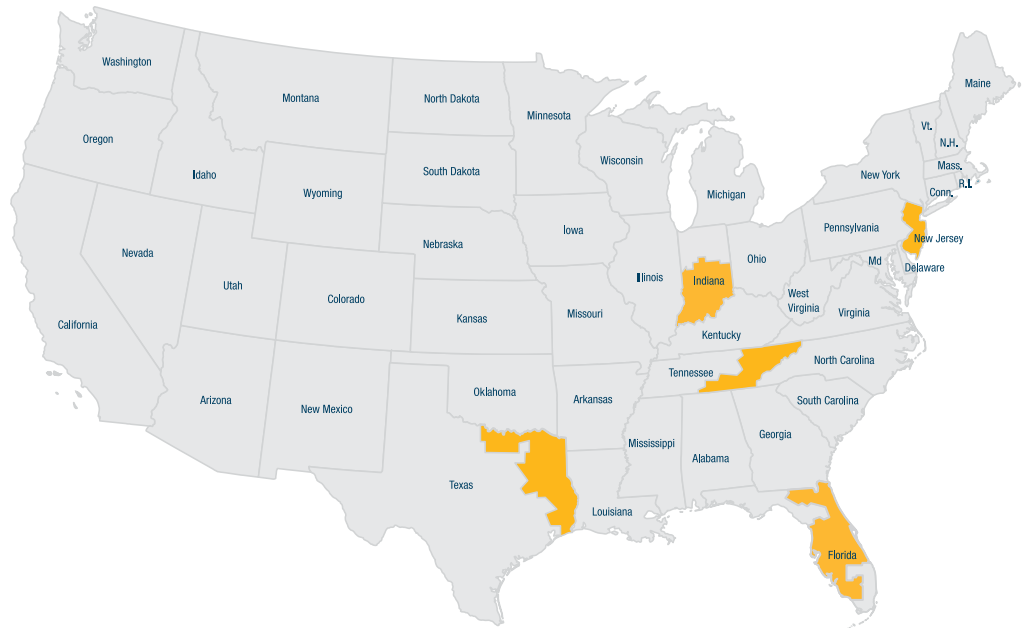 Washington
Montana
North Dakota
Minnesota
Maine
Oregon
Idaho
Wyoming
South Dakota
Wisconsin
Michigan
New York
Vt.
N.H.
Mass.
Conn.
R.I.
Nevada
Utah
Colorado
Nebraska
Iowa
Illinois
Indiana
Ohio
Pennsylvania
New Jersey
Md
Delaware
California
Kansas
Missouri
Kentucky
West
Virginia
Virginia
Arizona
New Mexico
Oklahoma
Arkansas
Tennessee
North Carolina
South Carolina
Texas
Louisiana
Mississippi
Alabama
Georgia
Florida